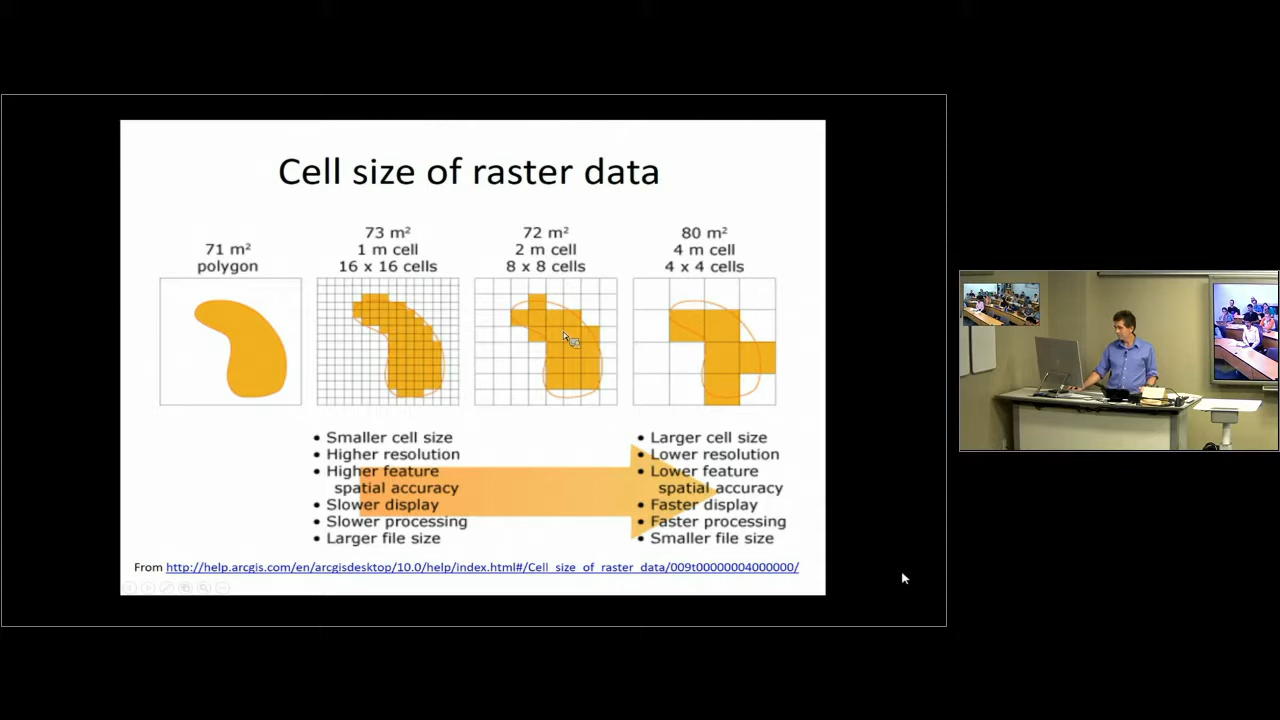 Cell size of raster data
71 m²
polygon
73 m²
1 m cell
16 x 16 cells
72 m²
2 m cell
8 x 8 cells
80 m²
4 m cell
4 x 4 cells
• Smaller cell size
• Higher resolution
• Higher feature
spatial accuracy
• Slower display
• Slower processing
• Larger file size
• Larger cell size
• Lower resolution
• Lower feature
spatial accuracy
• Faster display
• Faster processing
• Smaller file size
From http://help.arcgis.com/en/arcgisdesktop/10.0/help/index.html#/Cell_size_of_raster_data/009t00000004000000/